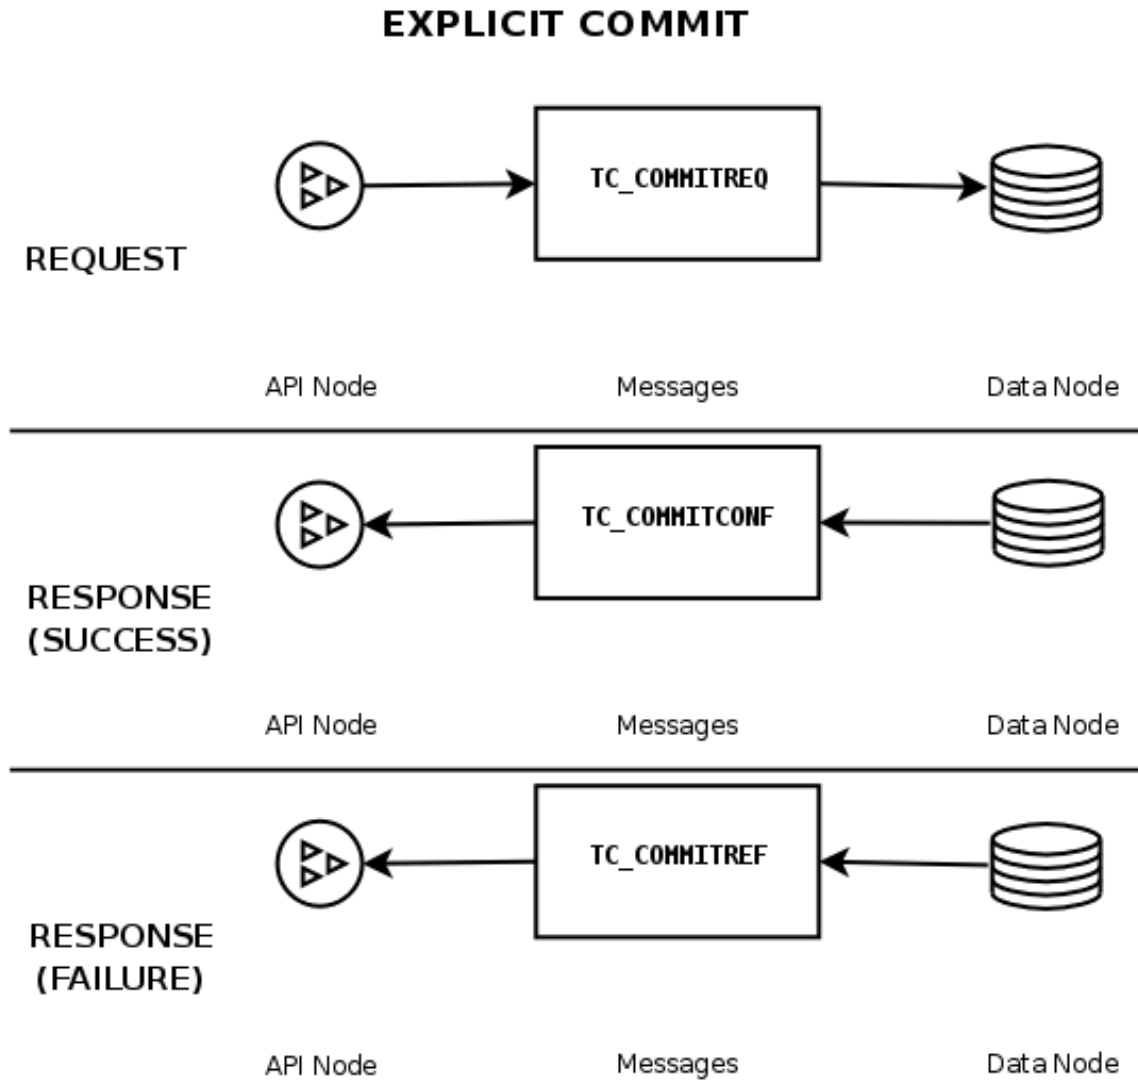 EXPLICIT COMMIT
TC_COMMITREQ
REQUEST
API Node Messages Data Node
TC_COMMITCONF
RESPONSE
(SUCCESS)
API Node Messages Data Node
TC_COMMITREF
RESPONSE
(FAILURE)
API Node Messages Data Node